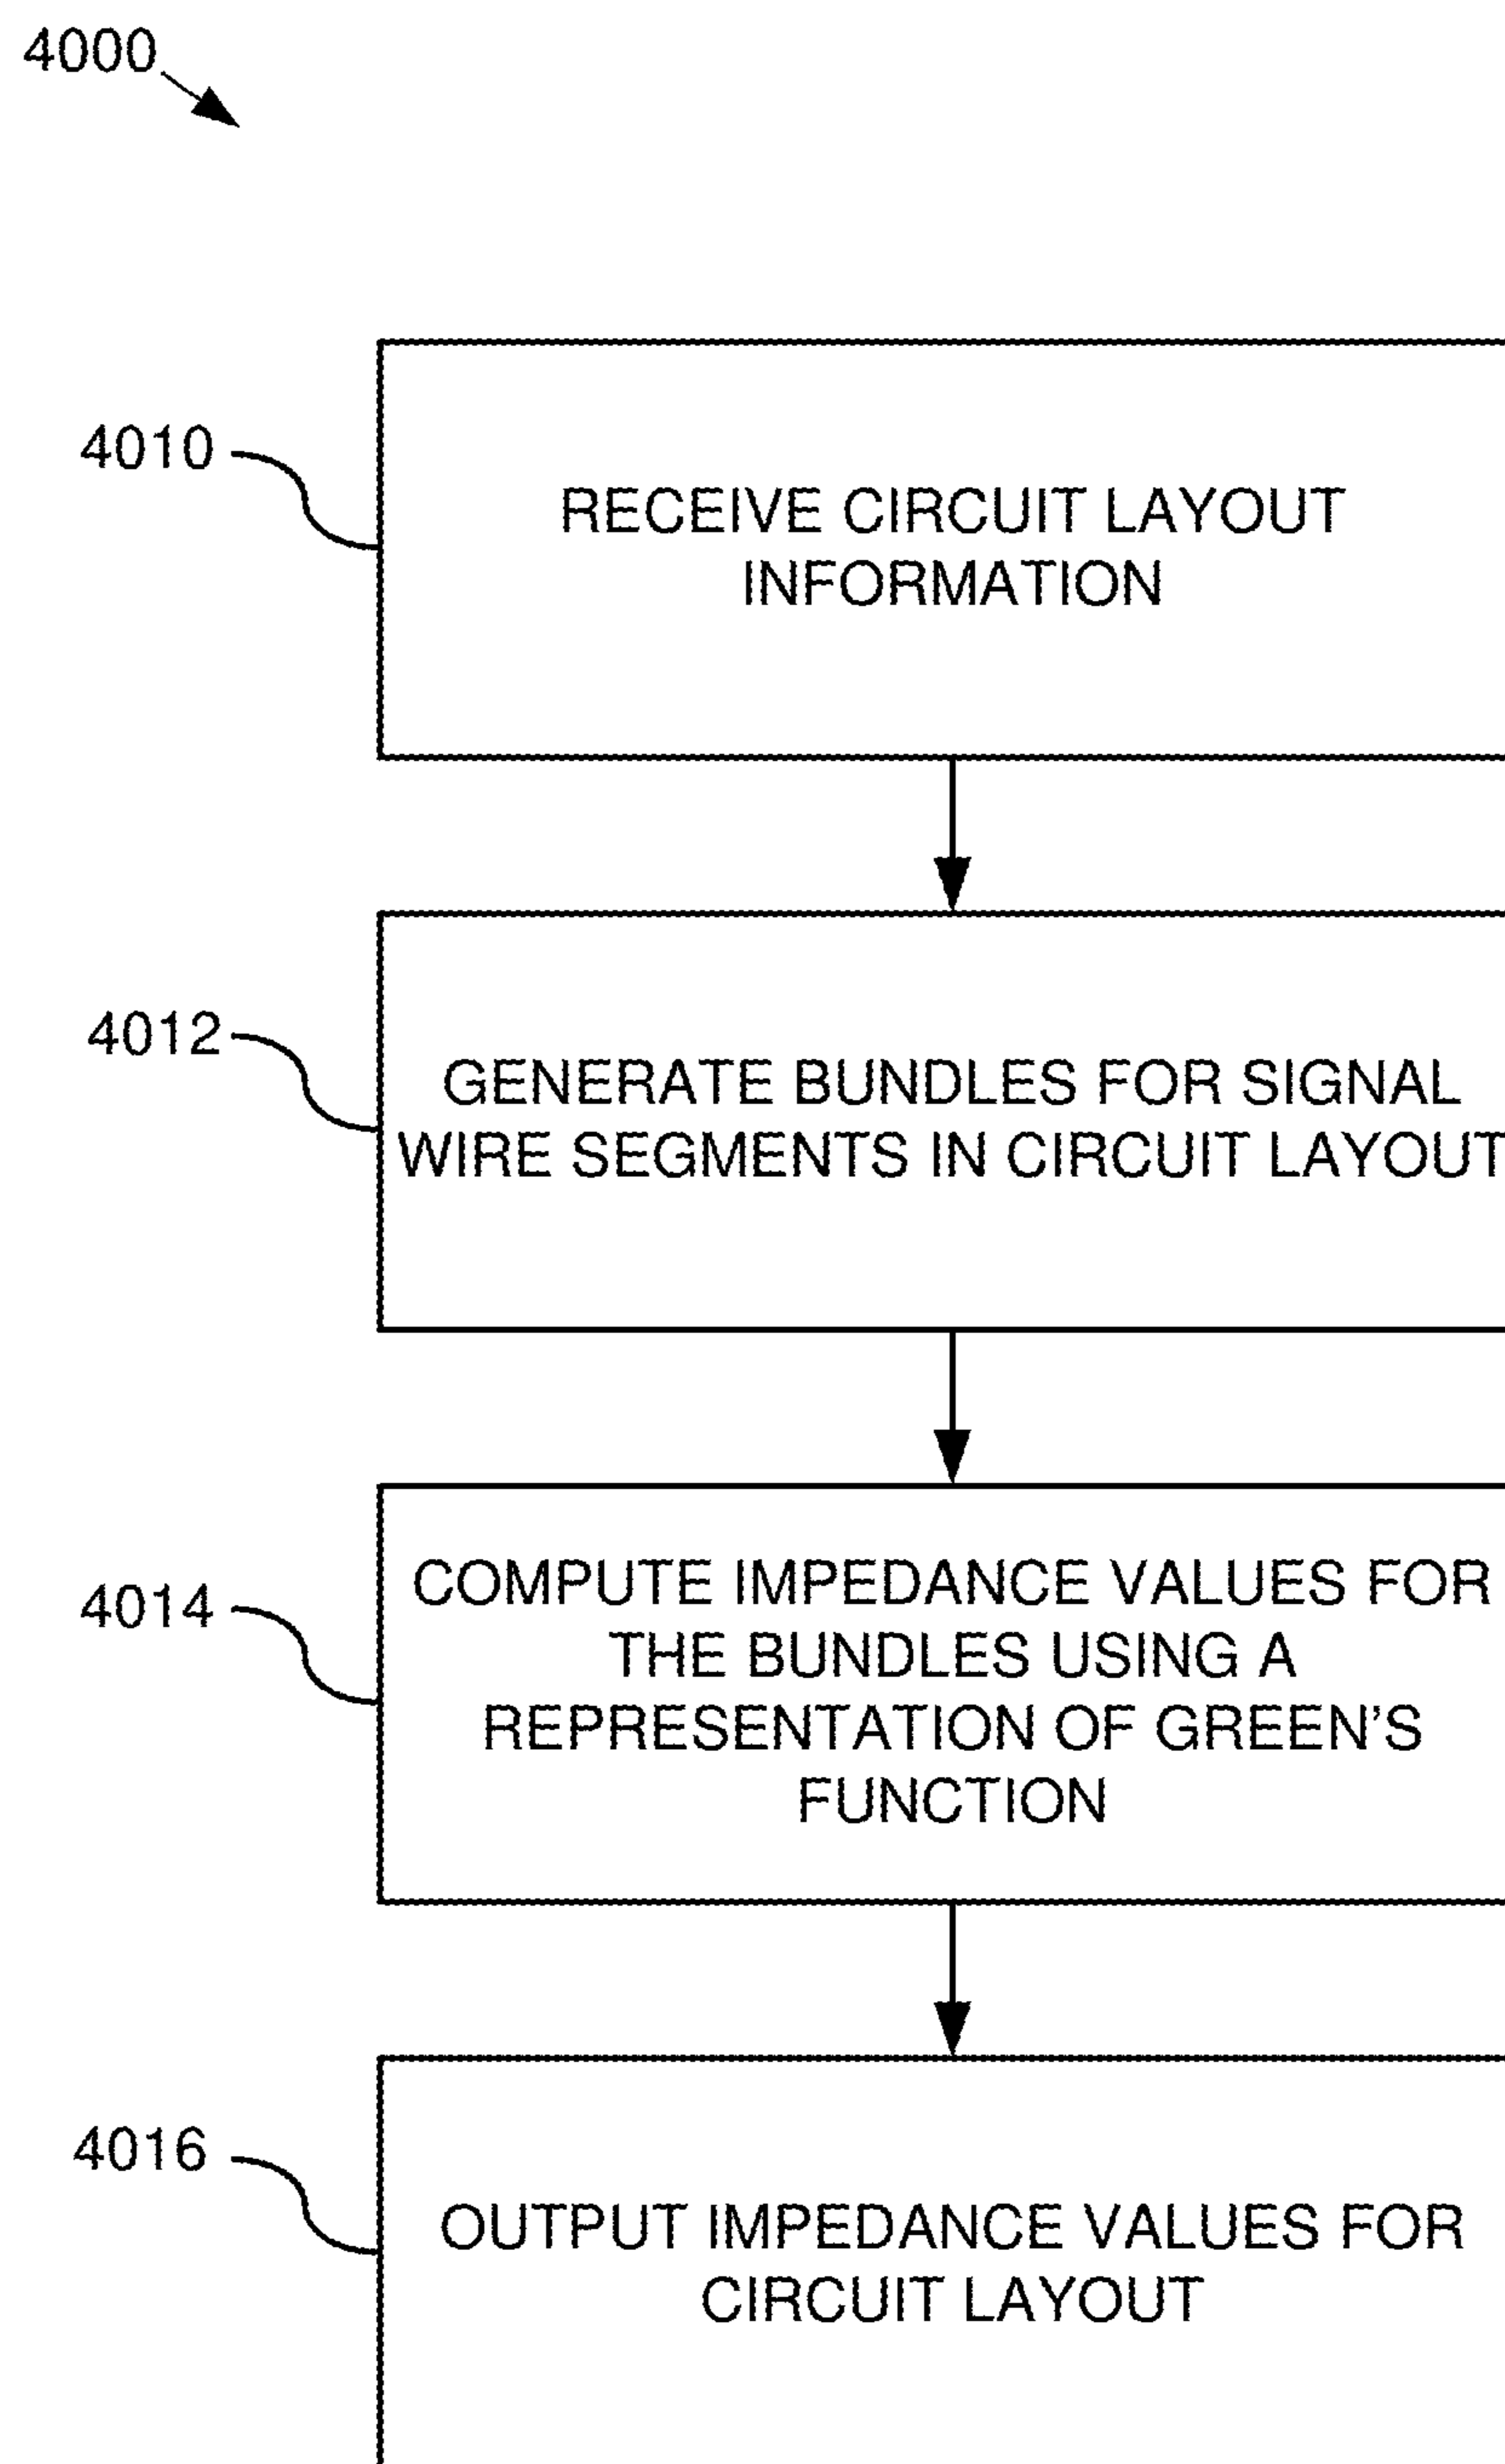 4000
4010
RECEIVE CIRCUIT LAYOUT
INFORMATION
4012
GENERATE BUNDLES FOR SIGNAL
WIRE SEGMENTS IN CIRCUIT LAYOUT
4014
COMPUTE IMPEDANCE VALUES FOR
THE BUNDLES USING A
REPRESENTATION OF GREEN'S
FUNCTION
4016
OUTPUT IMPEDANCE VALUES FOR
CIRCUIT LAYOUT